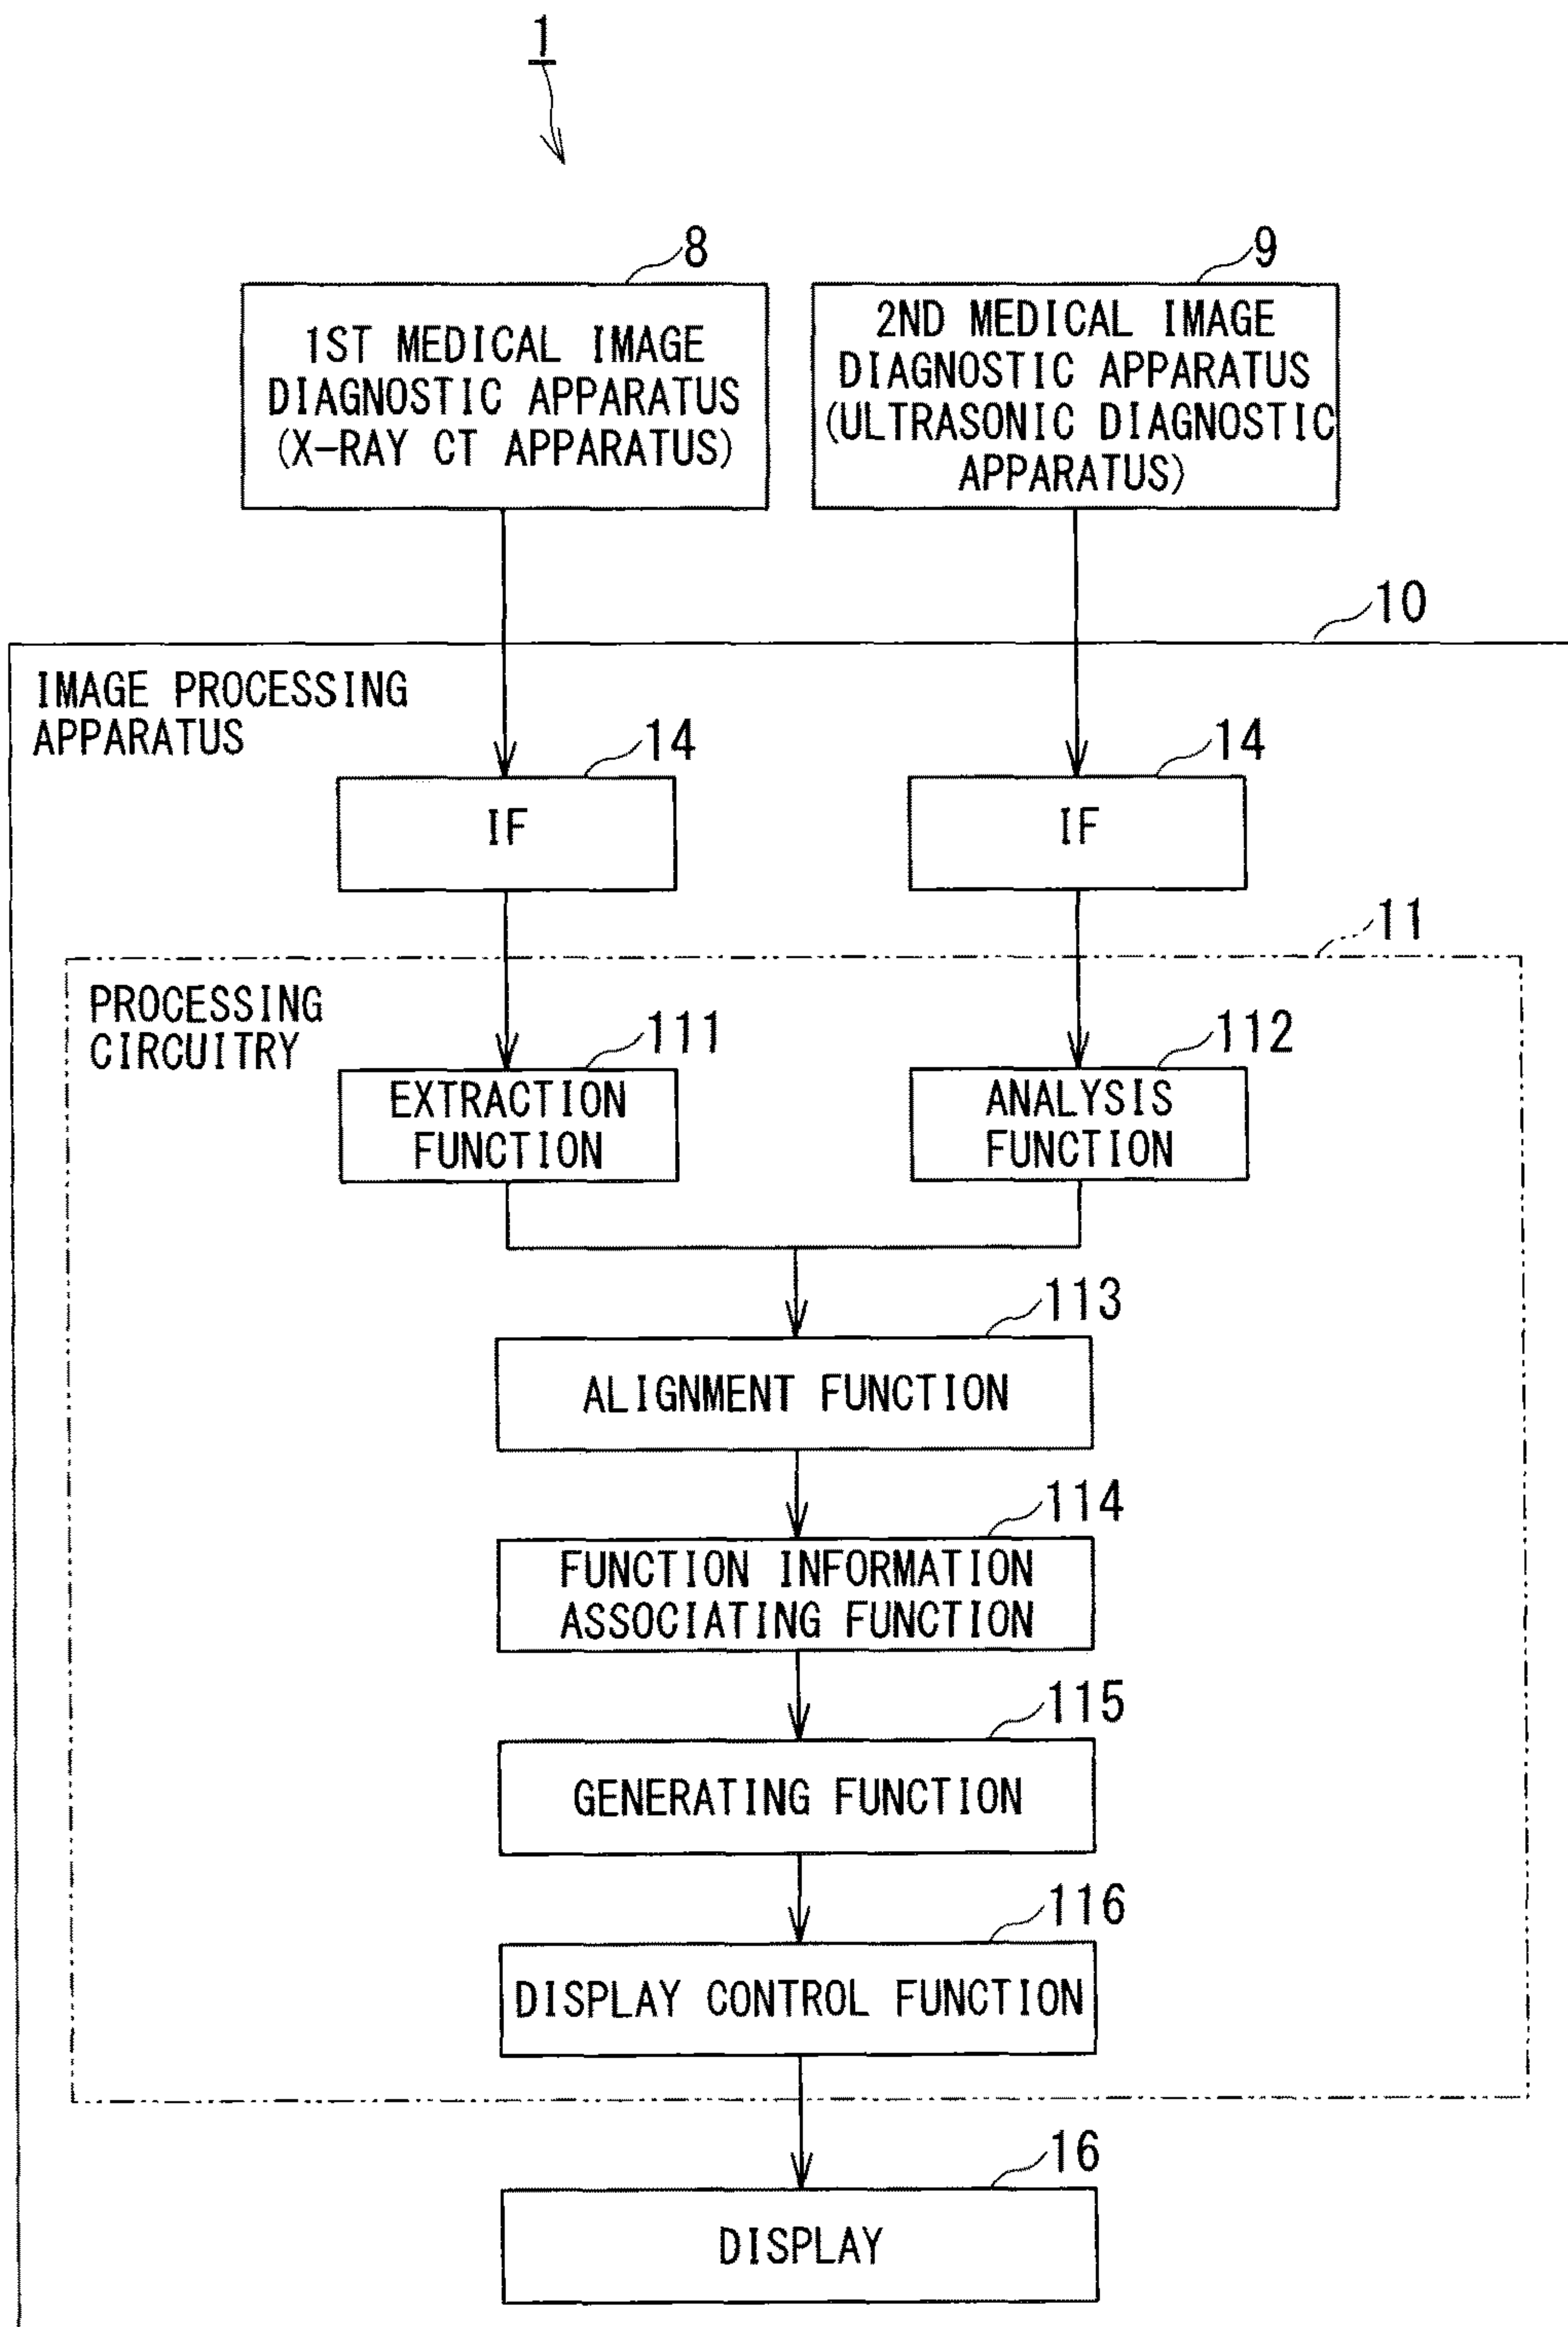 1
8
9
1ST MEDICAL IMAGE
DIAGNOSTIC APPARATUS
(X-RAY CT APPARATUS)
2ND MEDICAL IMAGE
DIAGNOSTIC APPARATUS
(ULTRASONIC DIAGNOSTIC
APPARATUS)
10
IMAGE PROCESSING
APPARATUS
14
14
IF
IF
11
PROCESSING
CIRCUITRY
111
112
EXTRACTION
FUNCTION
ANALYSIS
FUNCTION
113
ALIGNMENT FUNCTION
114
FUNCTION INFORMATION
ASSOCIATING FUNCTION
115
GENERATING FUNCTION
116
DISPLAY CONTROL FUNCTION
16
DISPLAY